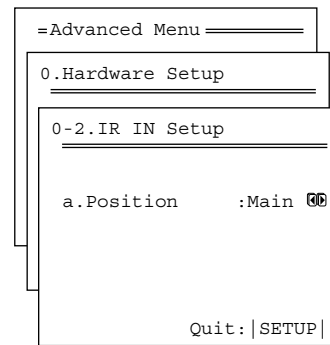 =Advanced Menu
0.Hardware Setup
0-2.IR IN Setup
a.Position :Main
Quit:|SETUP|